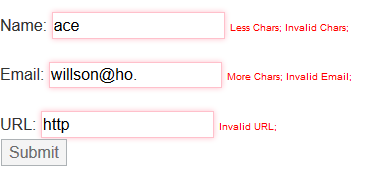 Name: ace Less Chars; Invalid Chars;
Email: willson@ho. More Chars; Invalid Email;
URL: http Invalid URL;
Submit